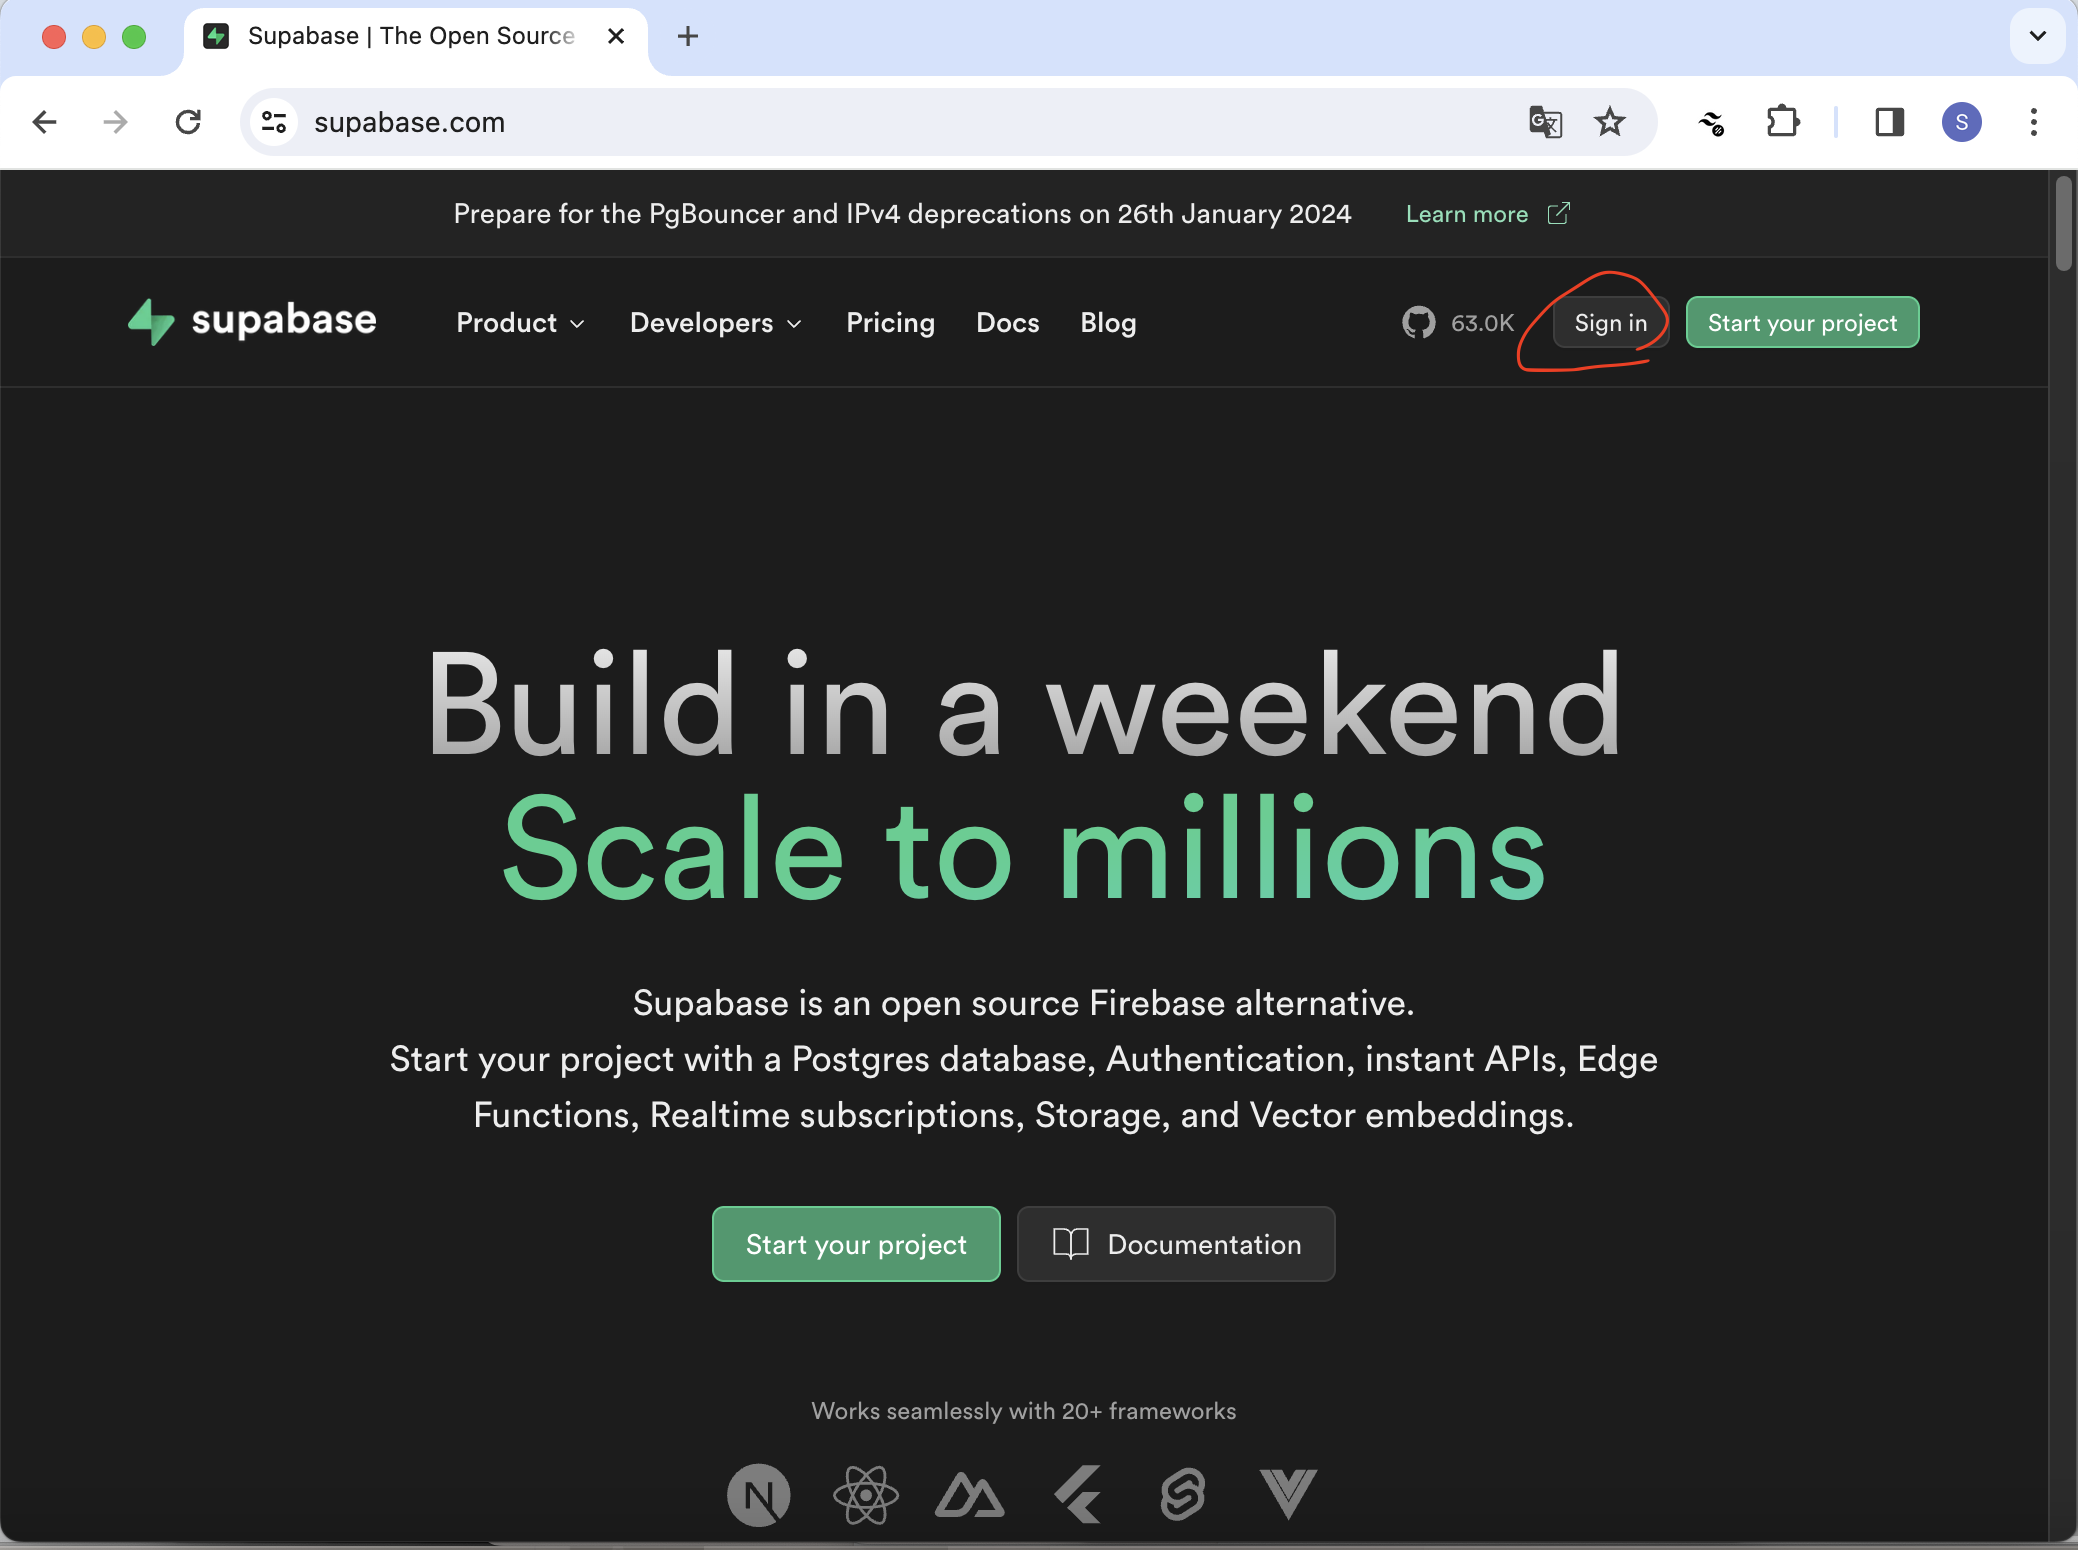 Supabase | The Open Source
supabase.com
S
Prepare for the PgBouncer and IPv4 deprecations on 26th January 2024 Learn more
supabase Product Developers Pricing Docs Blog 63.0K Sign in Start your project
Build in a weekend
Scale to millions
Supabase is an open source Firebase alternative.
Start your project with a Postgres database, Authentication, instant APIs, Edge
Functions, Realtime subscriptions, Storage, and Vector embeddings.
Start your project Documentation
Works seamlessly with 20+ frameworks